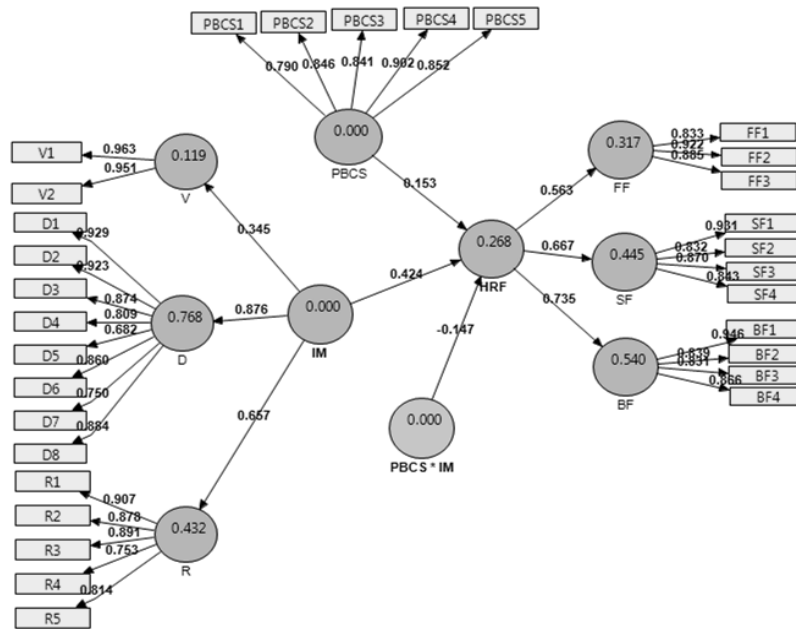 PBCS1 PBCS2 PBCS3 PBCS4 PBCS5
0.790 0.846 0.841 0.902 0.852
0.000
PBCS
0.153
V1
V2
0.963
0.951
0.119
V
0.345
D1
D2
D3
D4
D5
D6
D7
D8
0.929
0.923
0.874
0.809
0.682
0.860
0.750
0.884
0.768
D
0.876
0.000
IM
0.424
0.657
R1
R2
R3
R4
R5
0.907
0.878
0.891
0.753
0.814
0.432
R
0.268
HRF
-0.147
0.000
PBCS * IM
0.563
0.667
0.735
0.317
FF
0.833
0.922
0.885
FF1
FF2
FF3
0.445
SF
0.931
0.832
0.870
0.843
SF1
SF2
SF3
SF4
0.540
BF
0.946
0.839
0.831
0.866
BF1
BF2
BF3
BF4